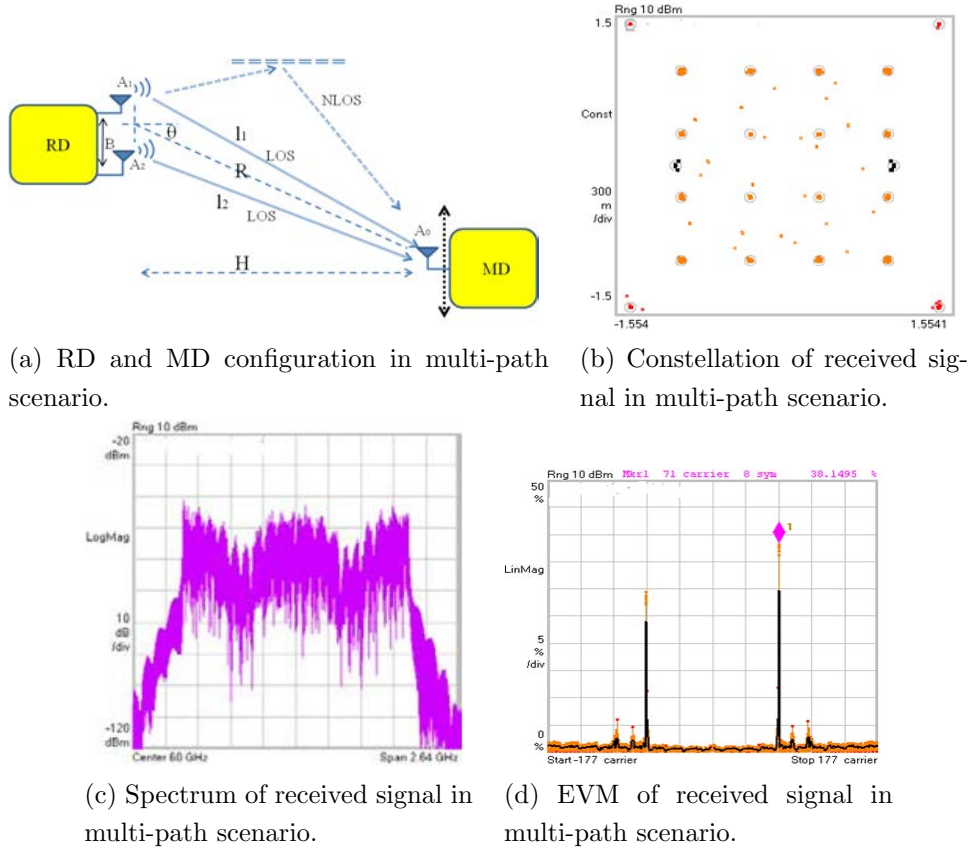 A₁
NLOS
RD
B
θ
l₁
LOS
R
A₂
l₂
LOS
A₀
H
MD
Rng 10 dBm
1.5
Const
300
m
/div
-1.5
-1.554
1.5541
(a) RD and MD configuration in multi-path
scenario.
(b) Constellation of received sig-
nal in multi-path scenario.
Rng 10 dBm
-20
dBm
LogMag
10
dB
/div
-120
dBm
Center 60 GHz
Span 2.64 GHz
(c) Spectrum of received signal in
multi-path scenario.
Rng 10 dBm
Mkr1 71 carrier 8 sym 38.1495 %
50
%
1
LinMag
5
%
/div
0
%
Start -177 carrier
Stop 177 carrier
(d) EVM of received signal in
multi-path scenario.